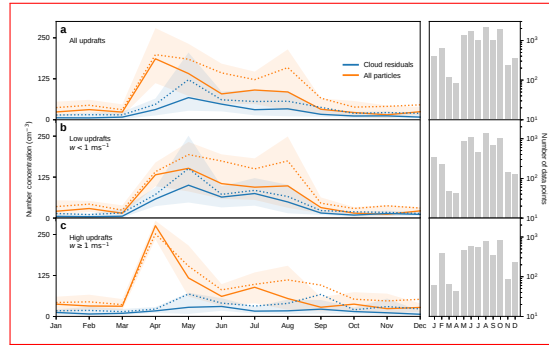 a
All updrafts
250
125
0
Cloud residuals
All particles
b
Low updrafts
w < 1 ms⁻¹
250
125
0
Number concentration (cm⁻³)
c
High updrafts
w ≥ 1 ms⁻¹
250
125
0
Jan Feb Mar Apr May Jun Jul Aug Sep Oct Nov Dec
10³
10²
10¹
10³
10²
10¹
10³
10²
10¹
Number of data points
J F M A M J J A S O N D